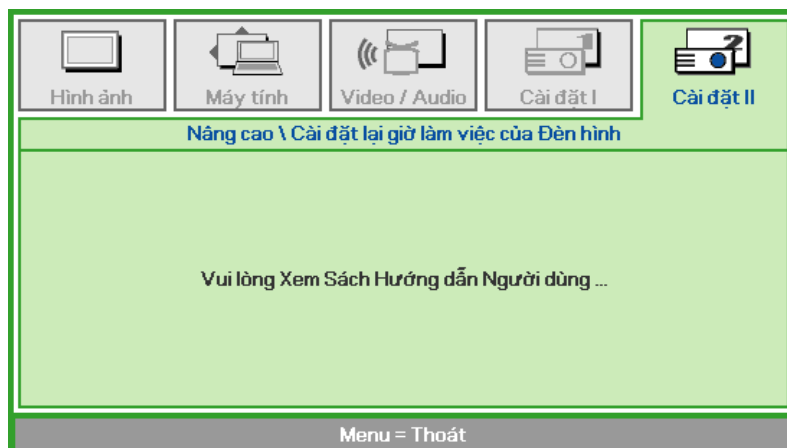 Hình ảnh
Máy tính
Video / Audio
Cài đặt I
Cài đặt II
Nâng cao \ Cài đặt lại giờ làm việc của Đèn hình
Vui lòng Xem Sách Hướng dẫn Người dùng ...
Menu = Thoát